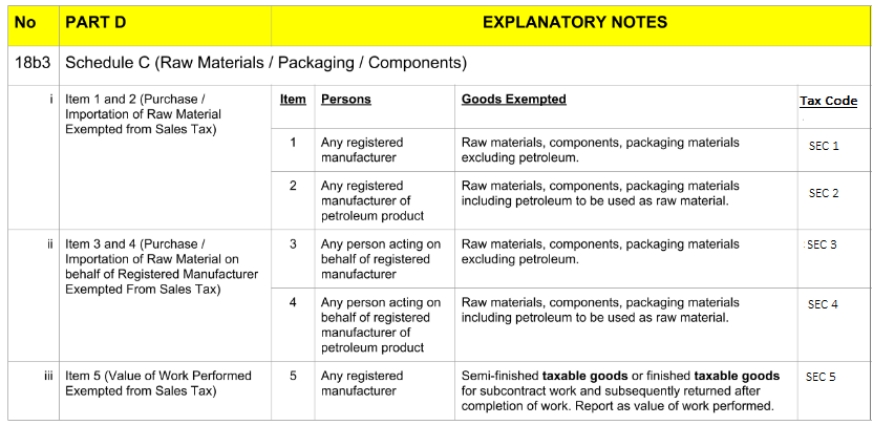 No PART D EXPLANATORY NOTES
18b3 Schedule C (Raw Materials / Packaging / Components)
i Item 1 and 2 (Purchase /
Importation of Raw Material
Exempted from Sales Tax)
Item Persons Goods Exempted Tax Code
1 Any registered
manufacturer
Raw materials, components, packaging materials
excluding petroleum.
SEC 1
2 Any registered
manufacturer of
petroleum product
Raw materials, components, packaging materials
including petroleum to be used as raw material.
SEC 2
ii Item 3 and 4 (Purchase /
Importation of Raw Material on
behalf of Registered Manufacturer
Exempted From Sales Tax)
3 Any person acting on
behalf of registered
manufacturer
Raw materials, components, packaging materials
excluding petroleum.
SEC 3
4 Any person acting on
behalf of registered
manufacturer of
petroleum product
Raw materials, components, packaging materials
including petroleum to be used as raw material.
SEC 4
iii Item 5 (Value of Work Performed
Exempted from Sales Tax)
5 Any registered
manufacturer
Semi-finished taxable goods or finished taxable goods
for subcontract work and subsequently returned after
completion of work. Report as value of work performed.
SEC 5